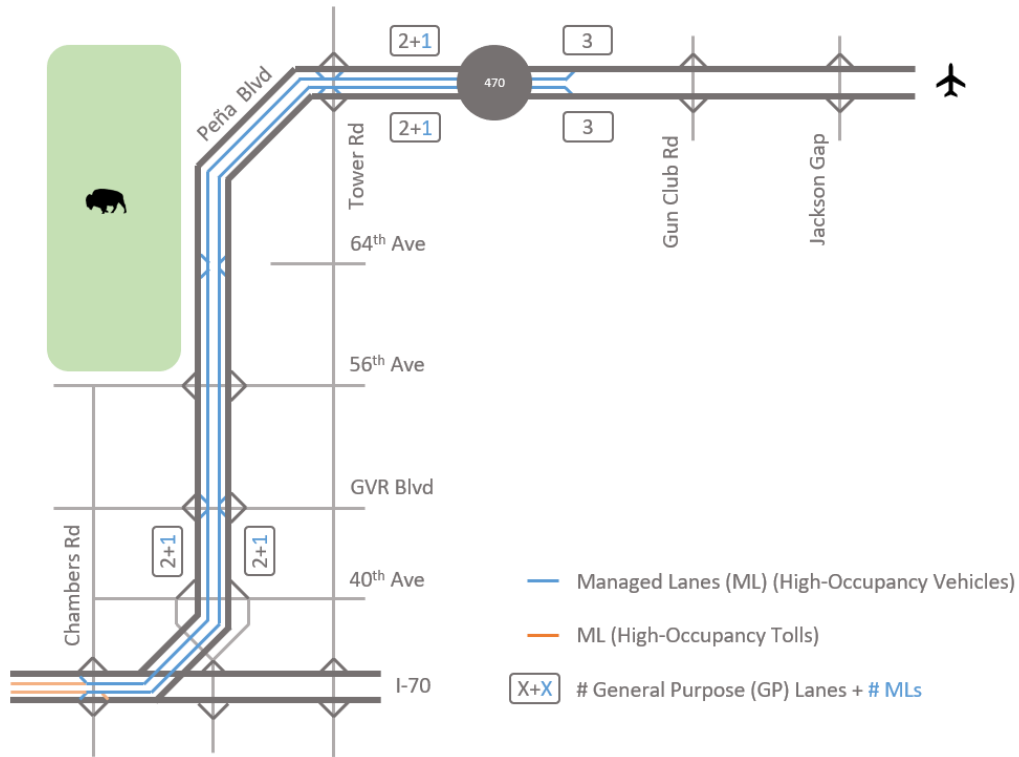 2+1
3
470
Peña Blvd
2+1
3
Tower Rd
Gun Club Rd
Jackson Gap
64th Ave
56th Ave
GVR Blvd
2+1
2+1
Chambers Rd
40th Ave
Managed Lanes (ML) (High-Occupancy Vehicles)
ML (High-Occupancy Tolls)
I-70
X+X # General Purpose (GP) Lanes + # MLs